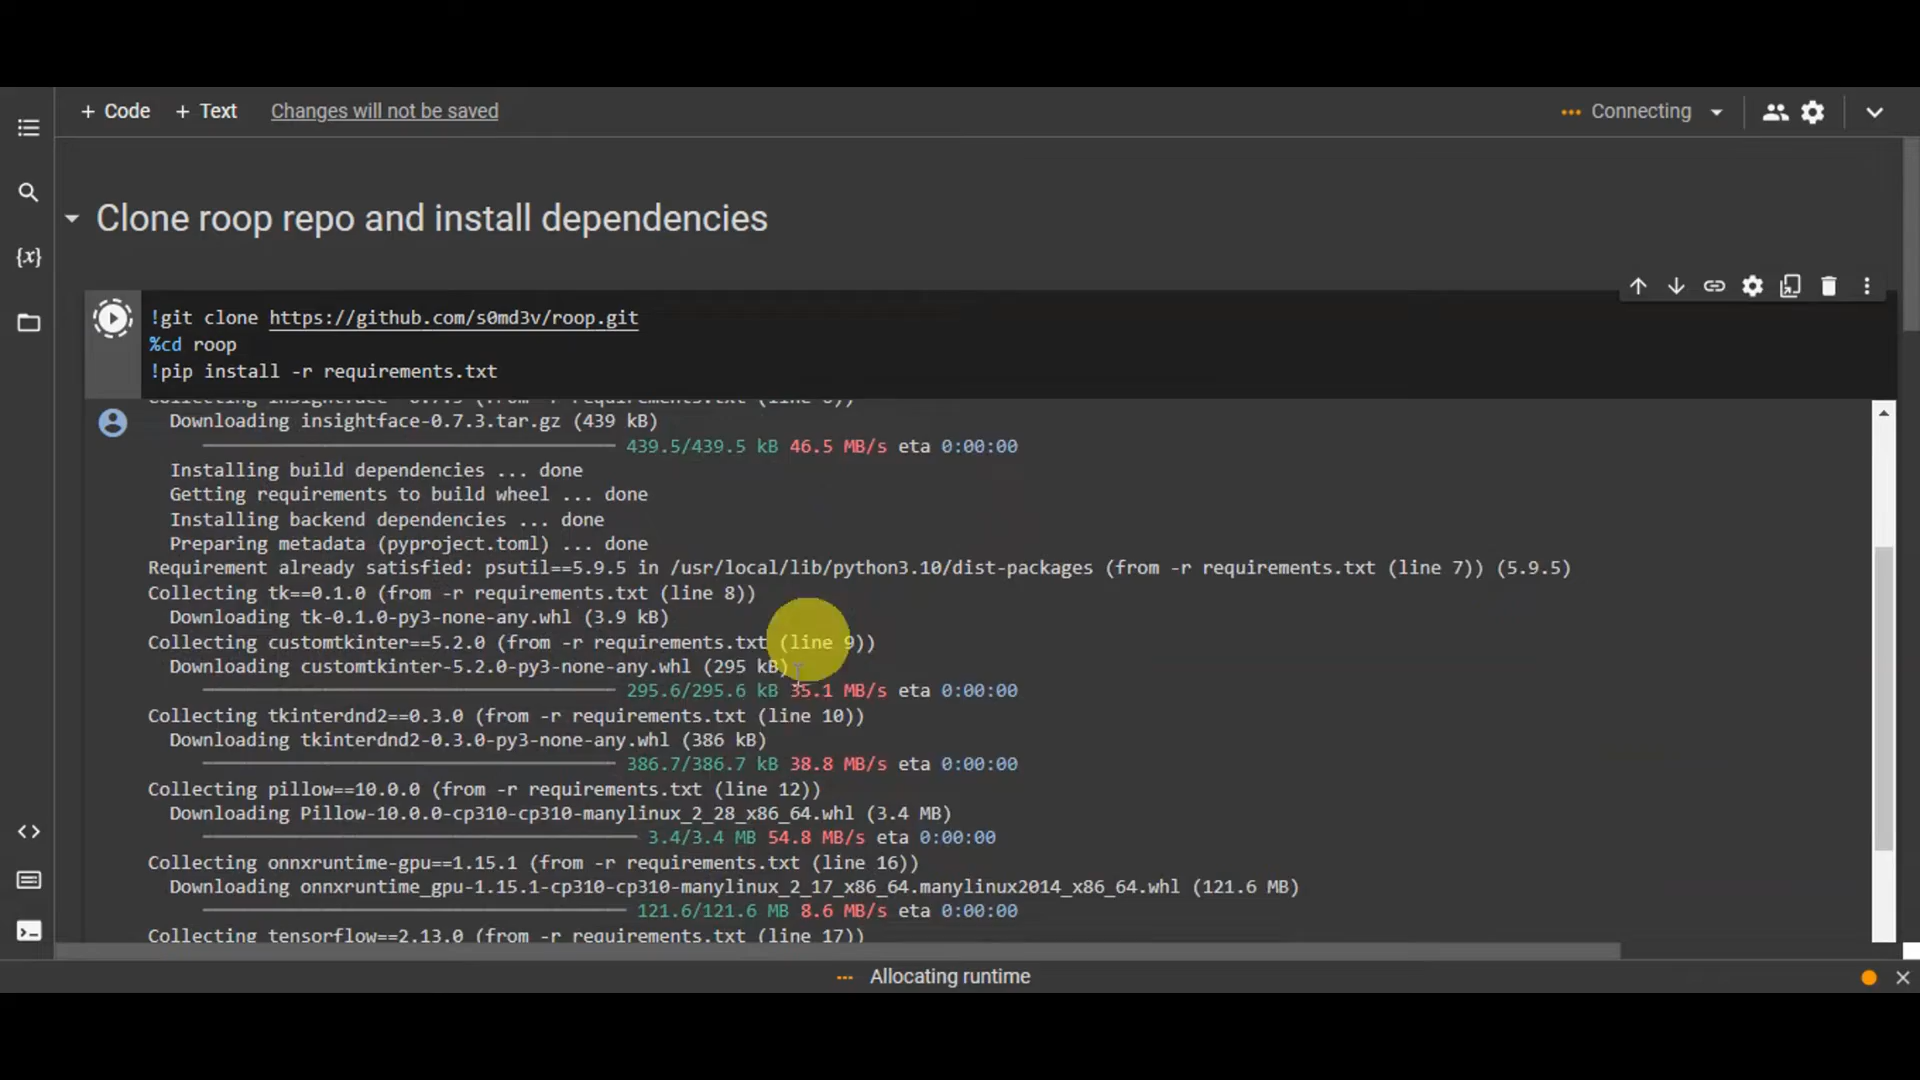 + Code + Text Changes will not be saved Connecting
Clone roop repo and install dependencies
{x}
!git clone https://github.com/s0md3v/roop.git
%cd roop
!pip install -r requirements.txt
Collecting insightface==0.7.3 (from -r requirements.txt (line 6))
Downloading insightface-0.7.3.tar.gz (439 kB)
439.5/439.5 kB 46.5 MB/s eta 0:00:00
Installing build dependencies ... done
Getting requirements to build wheel ... done
Installing backend dependencies ... done
Preparing metadata (pyproject.toml) ... done
Requirement already satisfied: psutil==5.9.5 in /usr/local/lib/python3.10/dist-packages (from -r requirements.txt (line 7)) (5.9.5)
Collecting tk==0.1.0 (from -r requirements.txt (line 8))
Downloading tk-0.1.0-py3-none-any.whl (3.9 kB)
Collecting customtkinter==5.2.0 (from -r requirements.txt (line 9))
Downloading customtkinter-5.2.0-py3-none-any.whl (295 kB)
295.6/295.6 kB 35.1 MB/s eta 0:00:00
Collecting tkinterdnd2==0.3.0 (from -r requirements.txt (line 10))
Downloading tkinterdnd2-0.3.0-py3-none-any.whl (386 kB)
386.7/386.7 kB 38.8 MB/s eta 0:00:00
Collecting pillow==10.0.0 (from -r requirements.txt (line 12))
Downloading Pillow-10.0.0-cp310-cp310-manylinux_2_28_x86_64.whl (3.4 MB)
3.4/3.4 MB 54.8 MB/s eta 0:00:00
Collecting onnxruntime-gpu==1.15.1 (from -r requirements.txt (line 16))
Downloading onnxruntime_gpu-1.15.1-cp310-cp310-manylinux_2_17_x86_64.manylinux2014_x86_64.whl (121.6 MB)
121.6/121.6 MB 8.6 MB/s eta 0:00:00
Collecting tensorflow==2.13.0 (from -r requirements.txt (line 17))
Allocating runtime